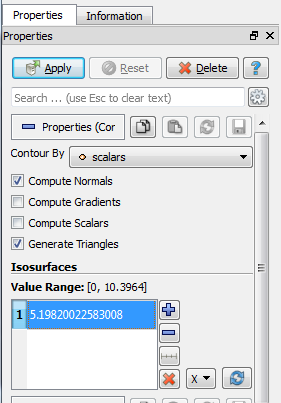 Properties Information
Properties
Apply Reset Delete ?
Search ... (use Esc to clear text)
Properties (Cor
Contour By scalars
Compute Normals
Compute Gradients
Compute Scalars
Generate Triangles
Isosurfaces
Value Range: [0, 10.3964]
1 5.19820022583008
X